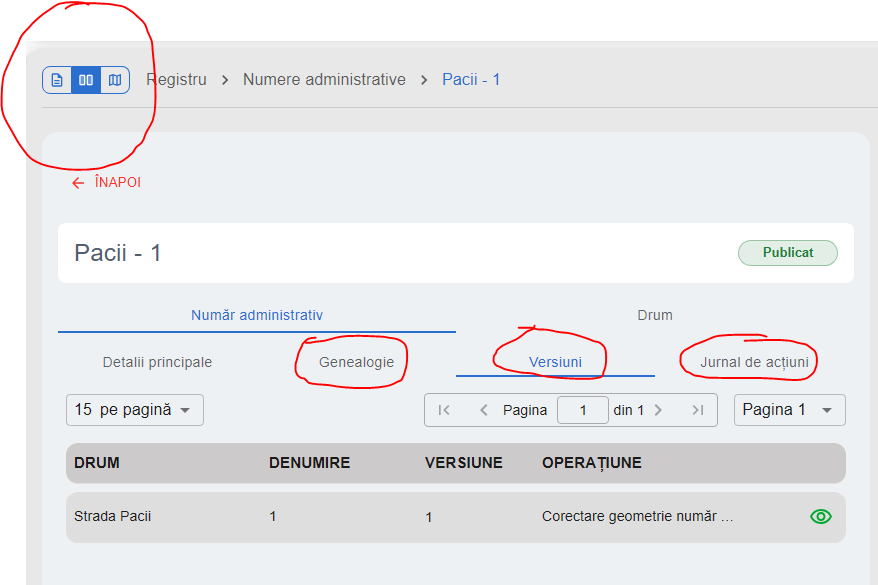 Registru > Numere administrative > Pacii - 1
ÎNAPOI
Pacii - 1
Publicat
Număr administrativ Drum
Detalii principale Genealogie Versiuni Jurnal de acțiuni
15 pe pagină Pagina 1 din 1 Pagina 1
DRUM DENUMIRE VERSIUNE OPERAȚIUNE
Strada Pacii 1 1 Corectare geometrie număr ...